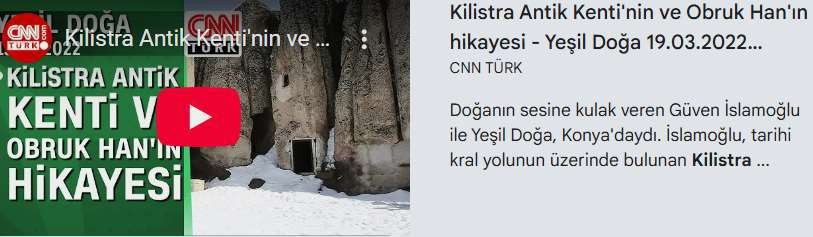 CNN
TÜRK
.com
Kilistra Antik Kenti'nin ve ...
YEŞİL DOĞA
.2022
CNN
TÜRK
KİLİSTRA ANTİK
KENTİ V
OBRUK HAN'IN
HİKAYESİ
Kilistra Antik Kenti'nin ve Obruk Han'ın
hikayesi - Yeşil Doğa 19.03.2022...
CNN TÜRK
Doğanın sesine kulak veren Güven İslamoğlu
ile Yeşil Doğa, Konya'daydı. İslamoğlu, tarihi
kral yolunun üzerinde bulunan Kilistra ...